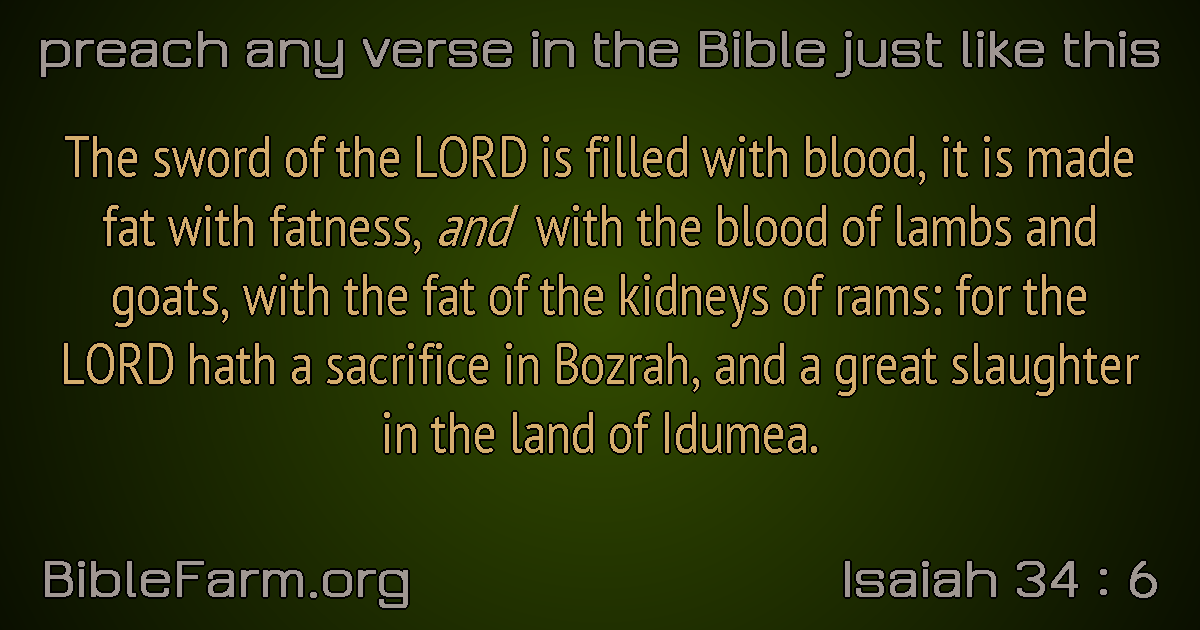 preach any verse in the Bible just like this
The sword of the LORD is filled with blood, it is made
fat with fatness, and with the blood of lambs and
goats, with the fat of the kidneys of rams: for the
LORD hath a sacrifice in Bozrah, and a great slaughter
in the land of Idumea.
BibleFarm.org
Isaiah 34 : 6